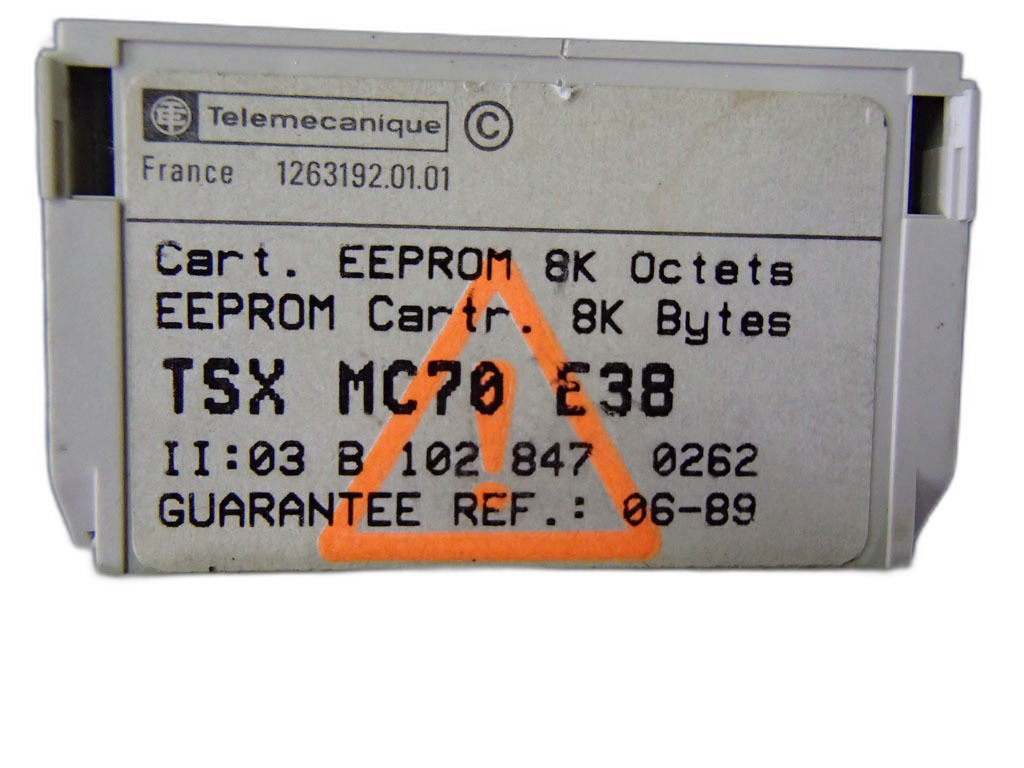 Telemecanique ©
France 1263192.01.01
Cart. EEPROM 8K Octets
EEPROM Cartr. 8K Bytes
TSX MC70 E38
II:03 B 102 847 0262
GUARANTEE REF.: 06-89